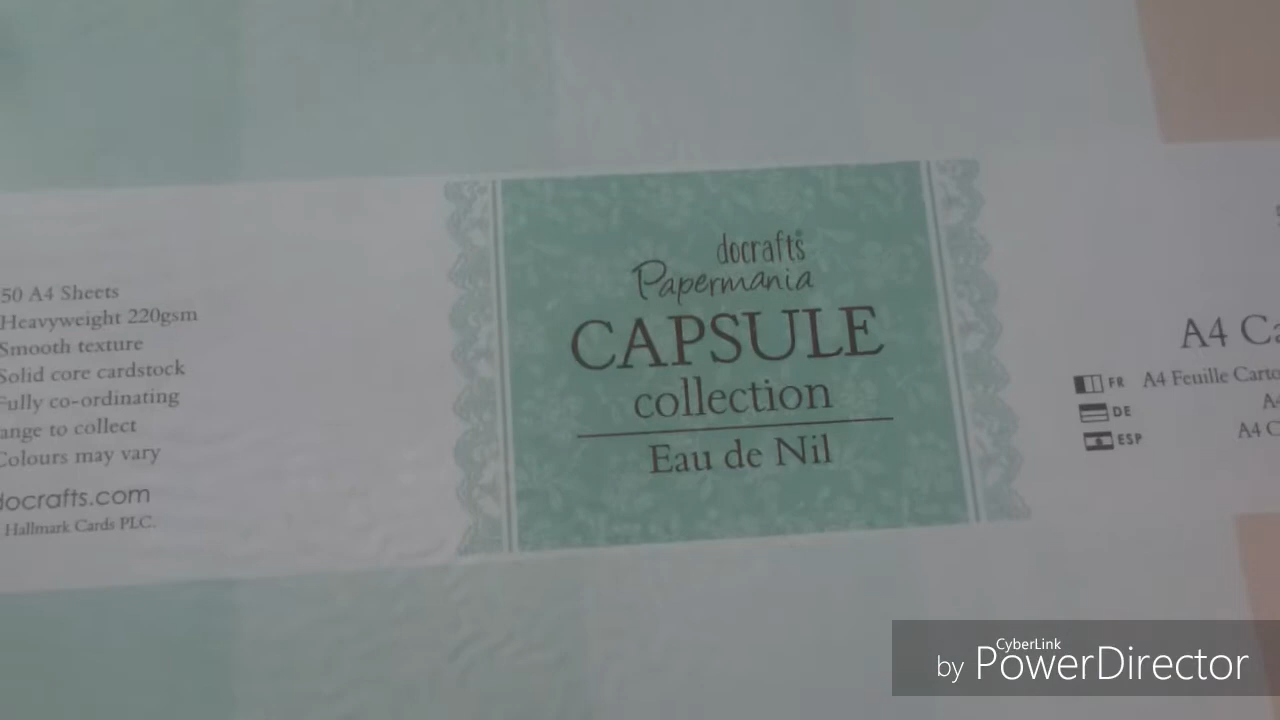 50 A4 Sheets
Heavyweight 220gsm
Smooth texture
Solid core cardstock
Fully co-ordinating
ange to collect
Colours may vary
docrafts.com
Hallmark Cards PLC.
docrafts
Papermania
CAPSULE
collection
Eau de Nil
A4 Ca
FR A4 Feuille Carto
DE A4
ESP A4 C
CyberLink
by PowerDirector